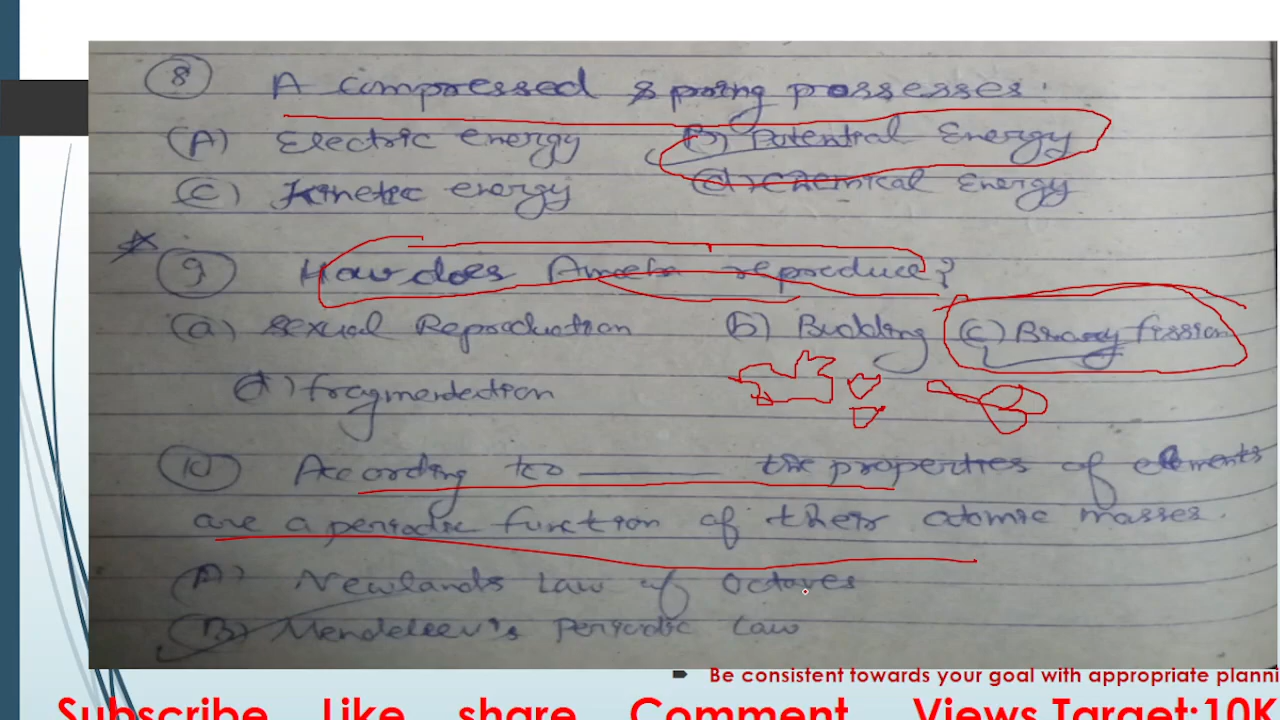 8 A compressed spring possesses.
(A) Electric energy (B) Potential Energy
(C) Kinetic energy (d) Chemical Energy
9 How does Amoeba reproduce?
(a) Sexual Reproduction (b) Budding (c) Binary fission
(d) fragmentation
10 According to ______ the properties of elements
are a periodic function of their atomic masses.
(A) Newlands Law of Octaves
(B) Mendeleev's Periodic Law
Be consistent towards your goal with appropriate planni
Subscribe Like share Comment Views Target:10K